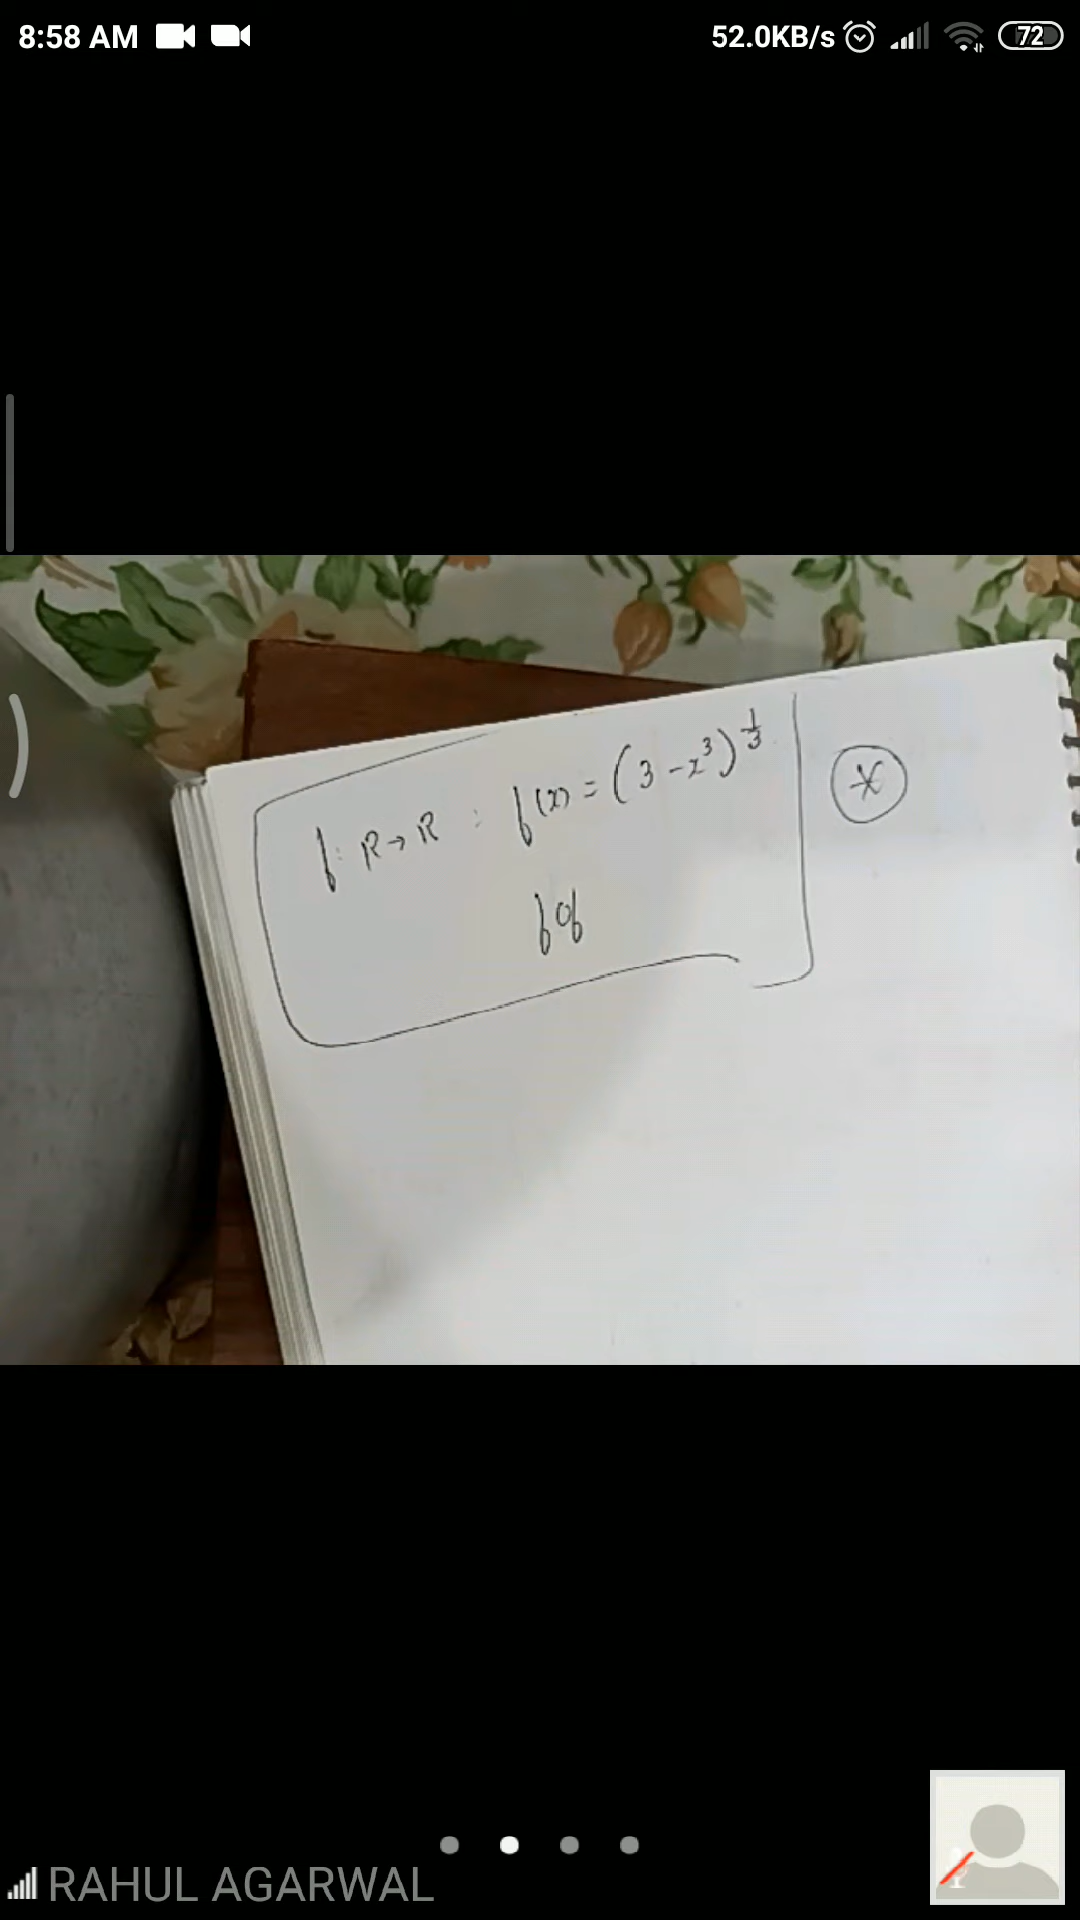 8:58 AM 52.0KB/s 72
f: R→R : f(x) = (3-x³)^1/3
fof
*
RAHUL AGARWAL